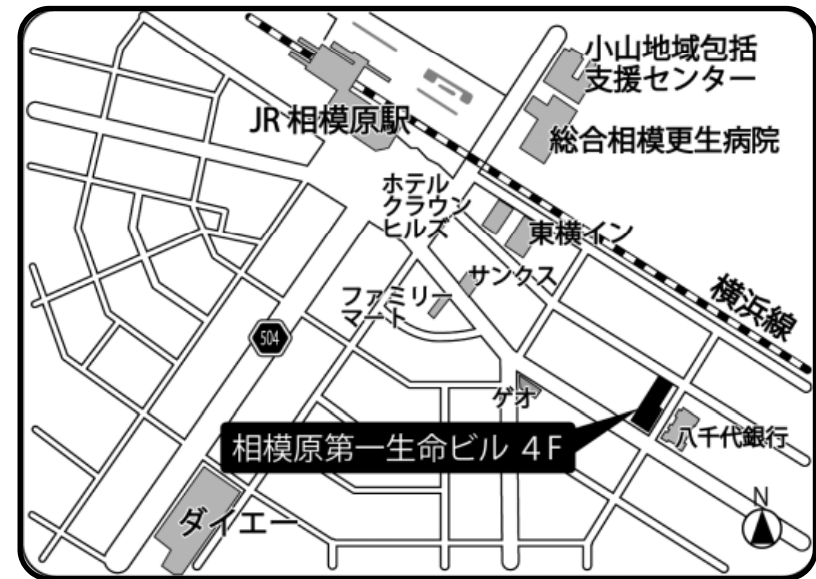 小山地域包括
支援センター
JR 相模原駅
総合相模更生病院
ホテル
クラウン
ヒルズ
東横イン
サンクス
ファミリー
マート
横浜線
504
ゲオ
相模原第一生命ビル 4F
八千代銀行
ダイエー
N